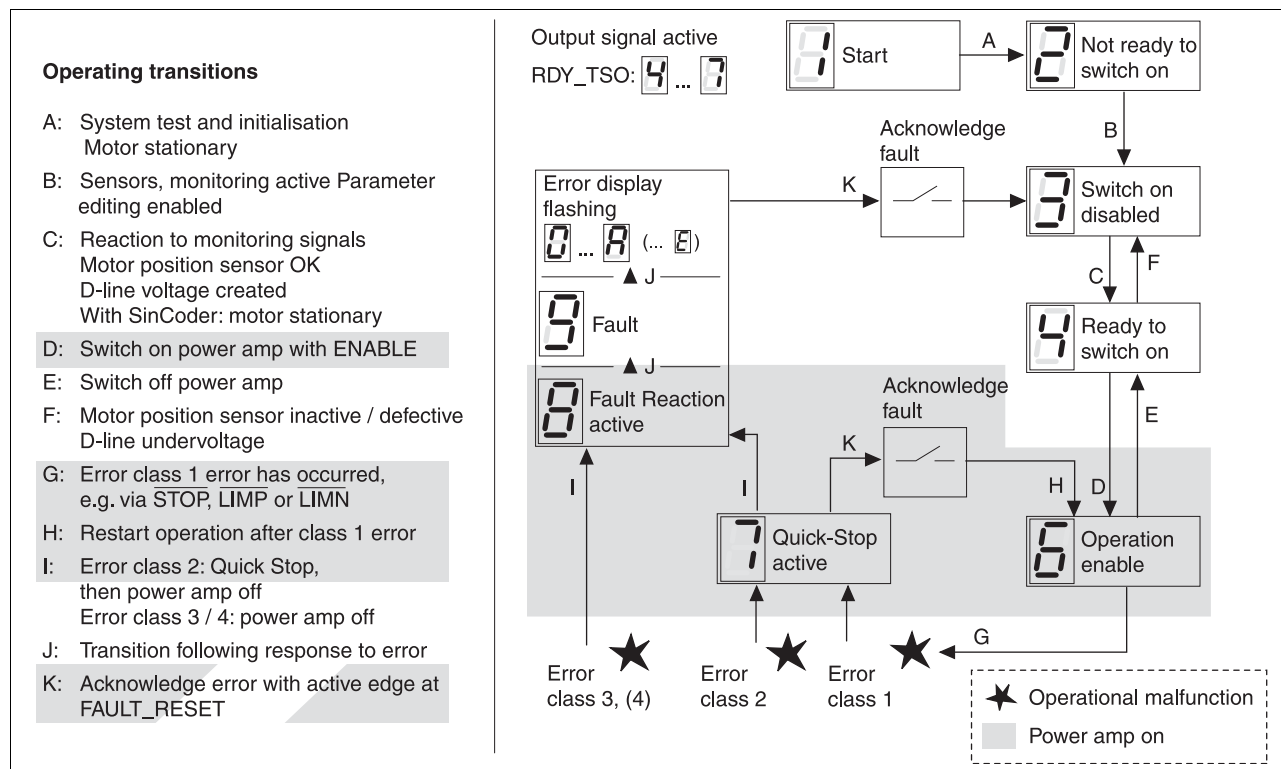 Operating transitions
A: System test and initialisation
Motor stationary
B: Sensors, monitoring active Parameter
editing enabled
C: Reaction to monitoring signals
Motor position sensor OK
D-line voltage created
With SinCoder: motor stationary
D: Switch on power amp with ENABLE
E: Switch off power amp
F: Motor position sensor inactive / defective
D-line undervoltage
G: Error class 1 error has occurred,
e.g. via STOP, LIMP or LIMN
H: Restart operation after class 1 error
I: Error class 2: Quick Stop,
then power amp off
Error class 3 / 4: power amp off
J: Transition following response to error
K: Acknowledge error with active edge at
FAULT_RESET
Output signal active
RDY_TSO: 4 ... 7
1 Start
A
2 Not ready to
switch on
B
Acknowledge
fault
K
3 Switch on
disabled
Error display
flashing
0 ... A (... E)
J
9 Fault
J
8 Fault Reaction
active
C
F
4 Ready to
switch on
Acknowledge
fault
K
E
I
I
H
D
7 Quick-Stop
active
6 Operation
enable
G
Error
class 3, (4)
Error
class 2
Error
class 1
Operational malfunction
Power amp on